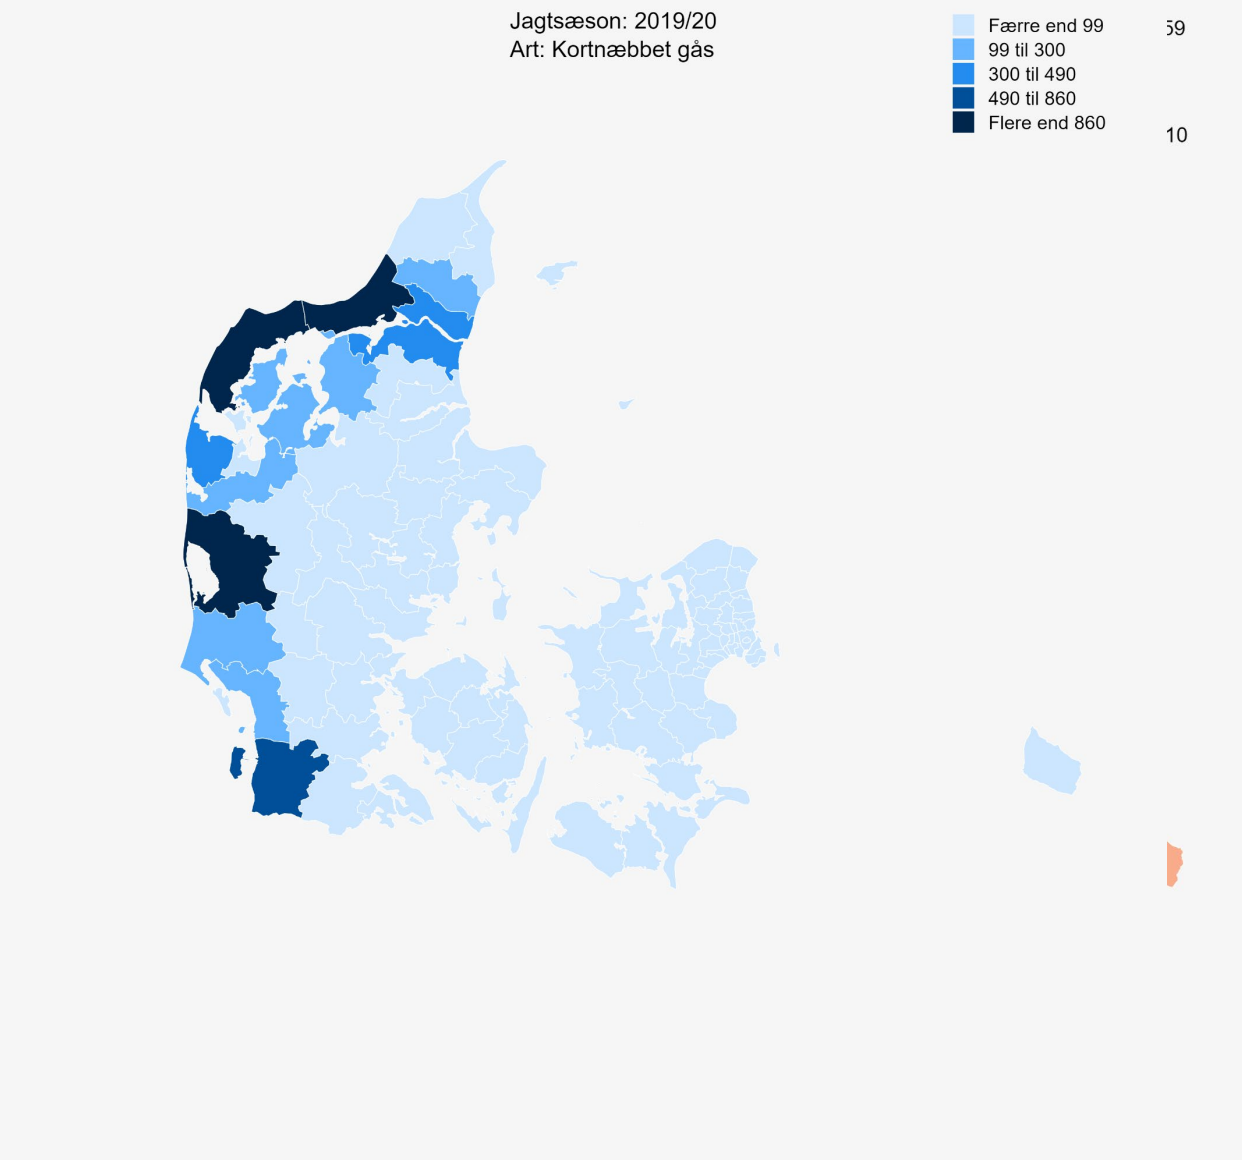 Jagtsæson: 2019/20
Art: Kortnæbbet gås
Færre end 99
99 til 300
300 til 490
490 til 860
Flere end 860
59
10